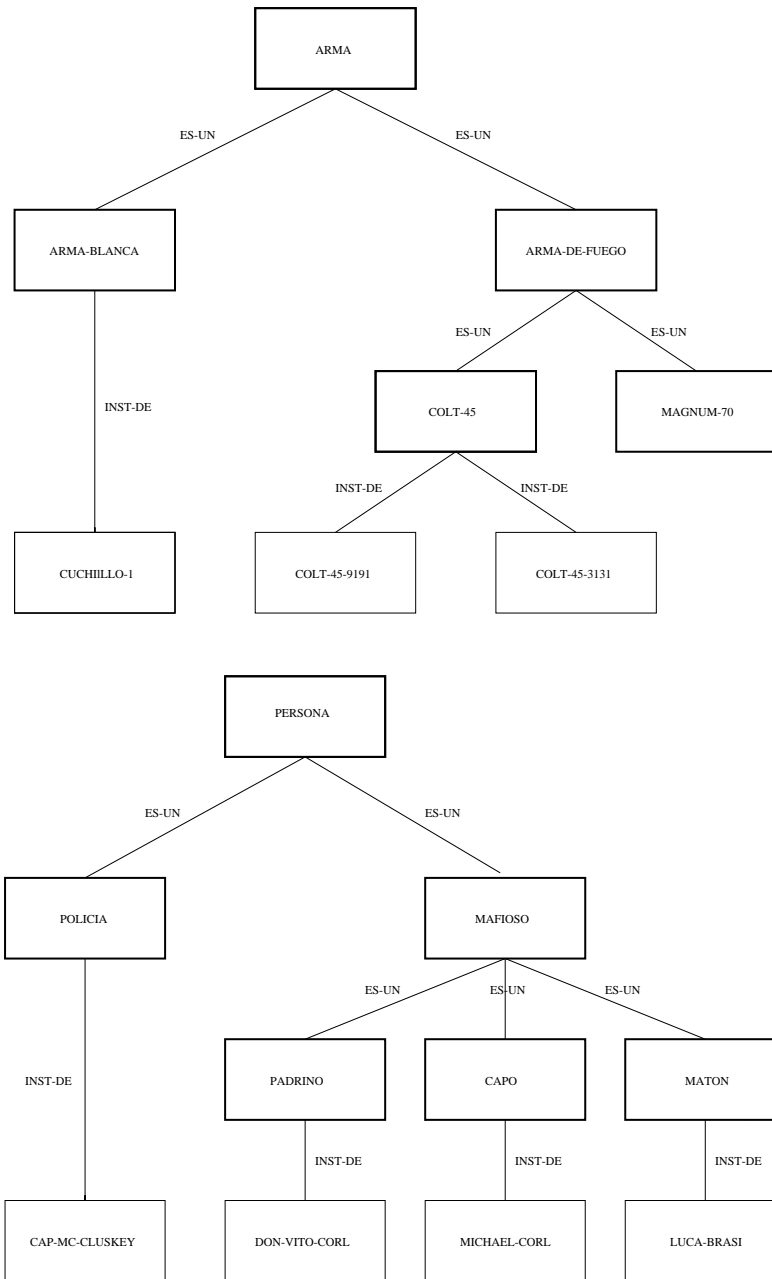 ARMA
ES-UN ES-UN
ARMA-BLANCA ARMA-DE-FUEGO
ES-UN ES-UN
INST-DE COLT-45 MAGNUM-70
INST-DE INST-DE
CUCHIILLO-1 COLT-45-9191 COLT-45-3131
PERSONA
ES-UN ES-UN
POLICIA MAFIOSO
ES-UN ES-UN ES-UN
INST-DE PADRINO CAPO MATON
INST-DE INST-DE INST-DE
CAP-MC-CLUSKEY DON-VITO-CORL MICHAEL-CORL LUCA-BRASI